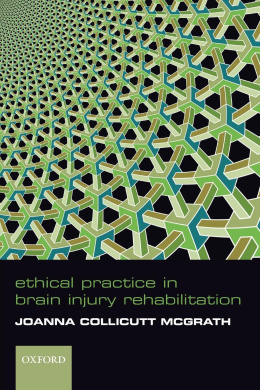 ethical practice in
brain injury rehabilitation
JOANNA COLLICUTT MCGRATH
OXFORD